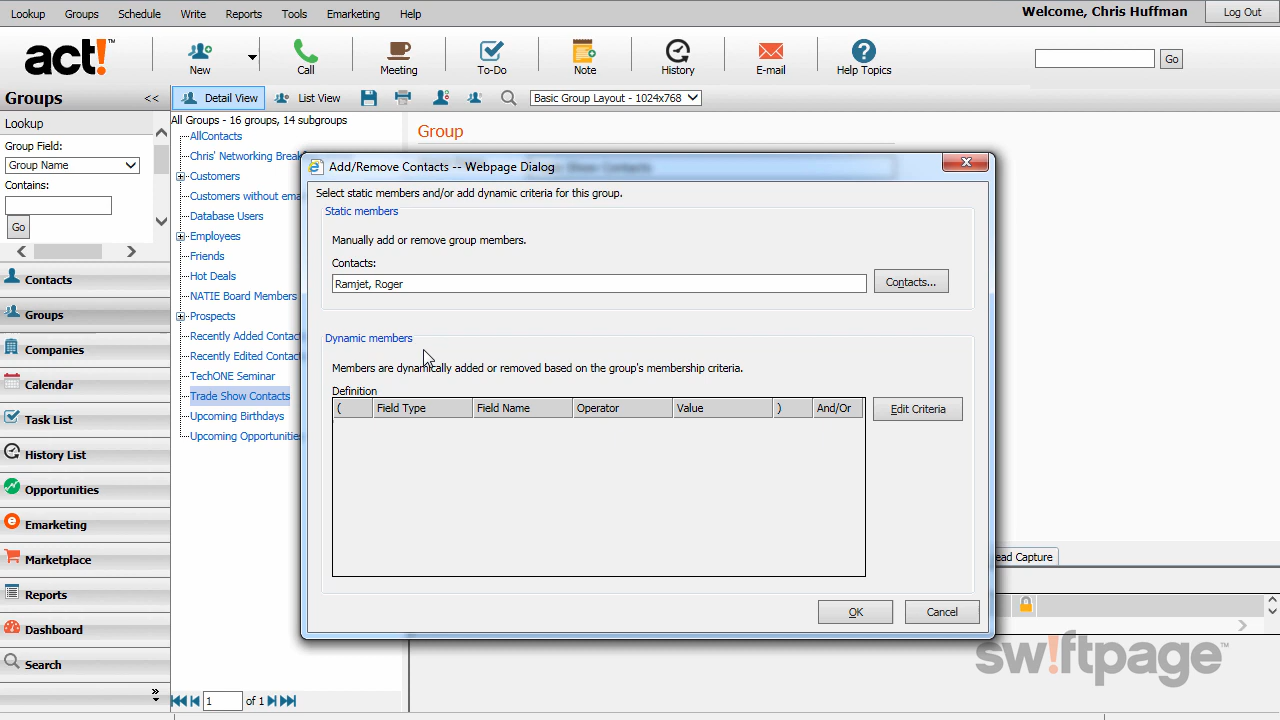 Lookup Groups Schedule Write Reports Tools Emarketing Help
Welcome, Chris Huffman
Log Out
act!™
New
Call
Meeting
To-Do
Note
History
E-mail
Help Topics
Go
Groups <<
Detail View
List View
Basic Group Layout - 1024x768
Lookup
Group Field:
Group Name
Contains:
Go
Contacts
Groups
Companies
Calendar
Task List
History List
Opportunities
Emarketing
Marketplace
Reports
Dashboard
Search
All Groups - 16 groups, 14 subgroups
AllContacts
Chris' Networking Break
Customers
Customers without ema
Database Users
Employees
Friends
Hot Deals
NATIE Board Members
Prospects
Recently Added Contac
Recently Edited Contac
TechONE Seminar
Trade Show Contacts
Upcoming Birthdays
Upcoming Opportunitie
1 of 1
Group
Add/Remove Contacts -- Webpage Dialog
Select static members and/or add dynamic criteria for this group.
Static members
Manually add or remove group members.
Contacts:
Ramjet, Roger
Contacts...
Dynamic members
Members are dynamically added or removed based on the group's membership criteria.
Definition
( Field Type Field Name Operator Value ) And/Or
Edit Criteria
OK
Cancel
ead Capture
sw!ftpage™